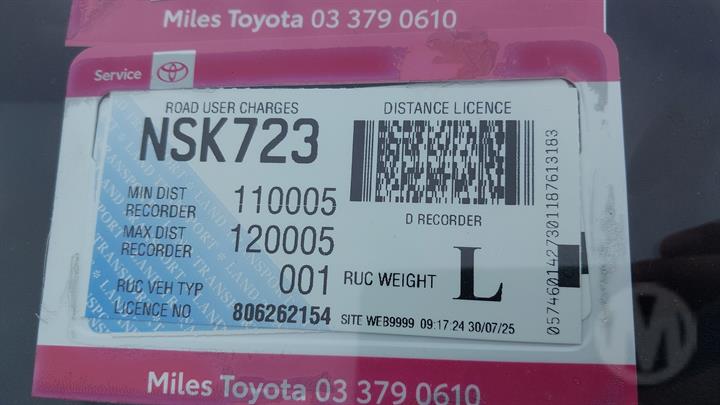 Miles Toyota 03 379 0610
Service
ROAD USER CHARGES
DISTANCE LICENCE
NSK723
MIN DIST RECORDER 110005
D RECORDER
MAX DIST RECORDER 120005
RUC VEH TYP 001
RUC WEIGHT L
LICENCE NO 806262154
SITE WEB9999 09:17:24 30/07/25
0574601427301187613183
Miles Toyota 03 379 0610